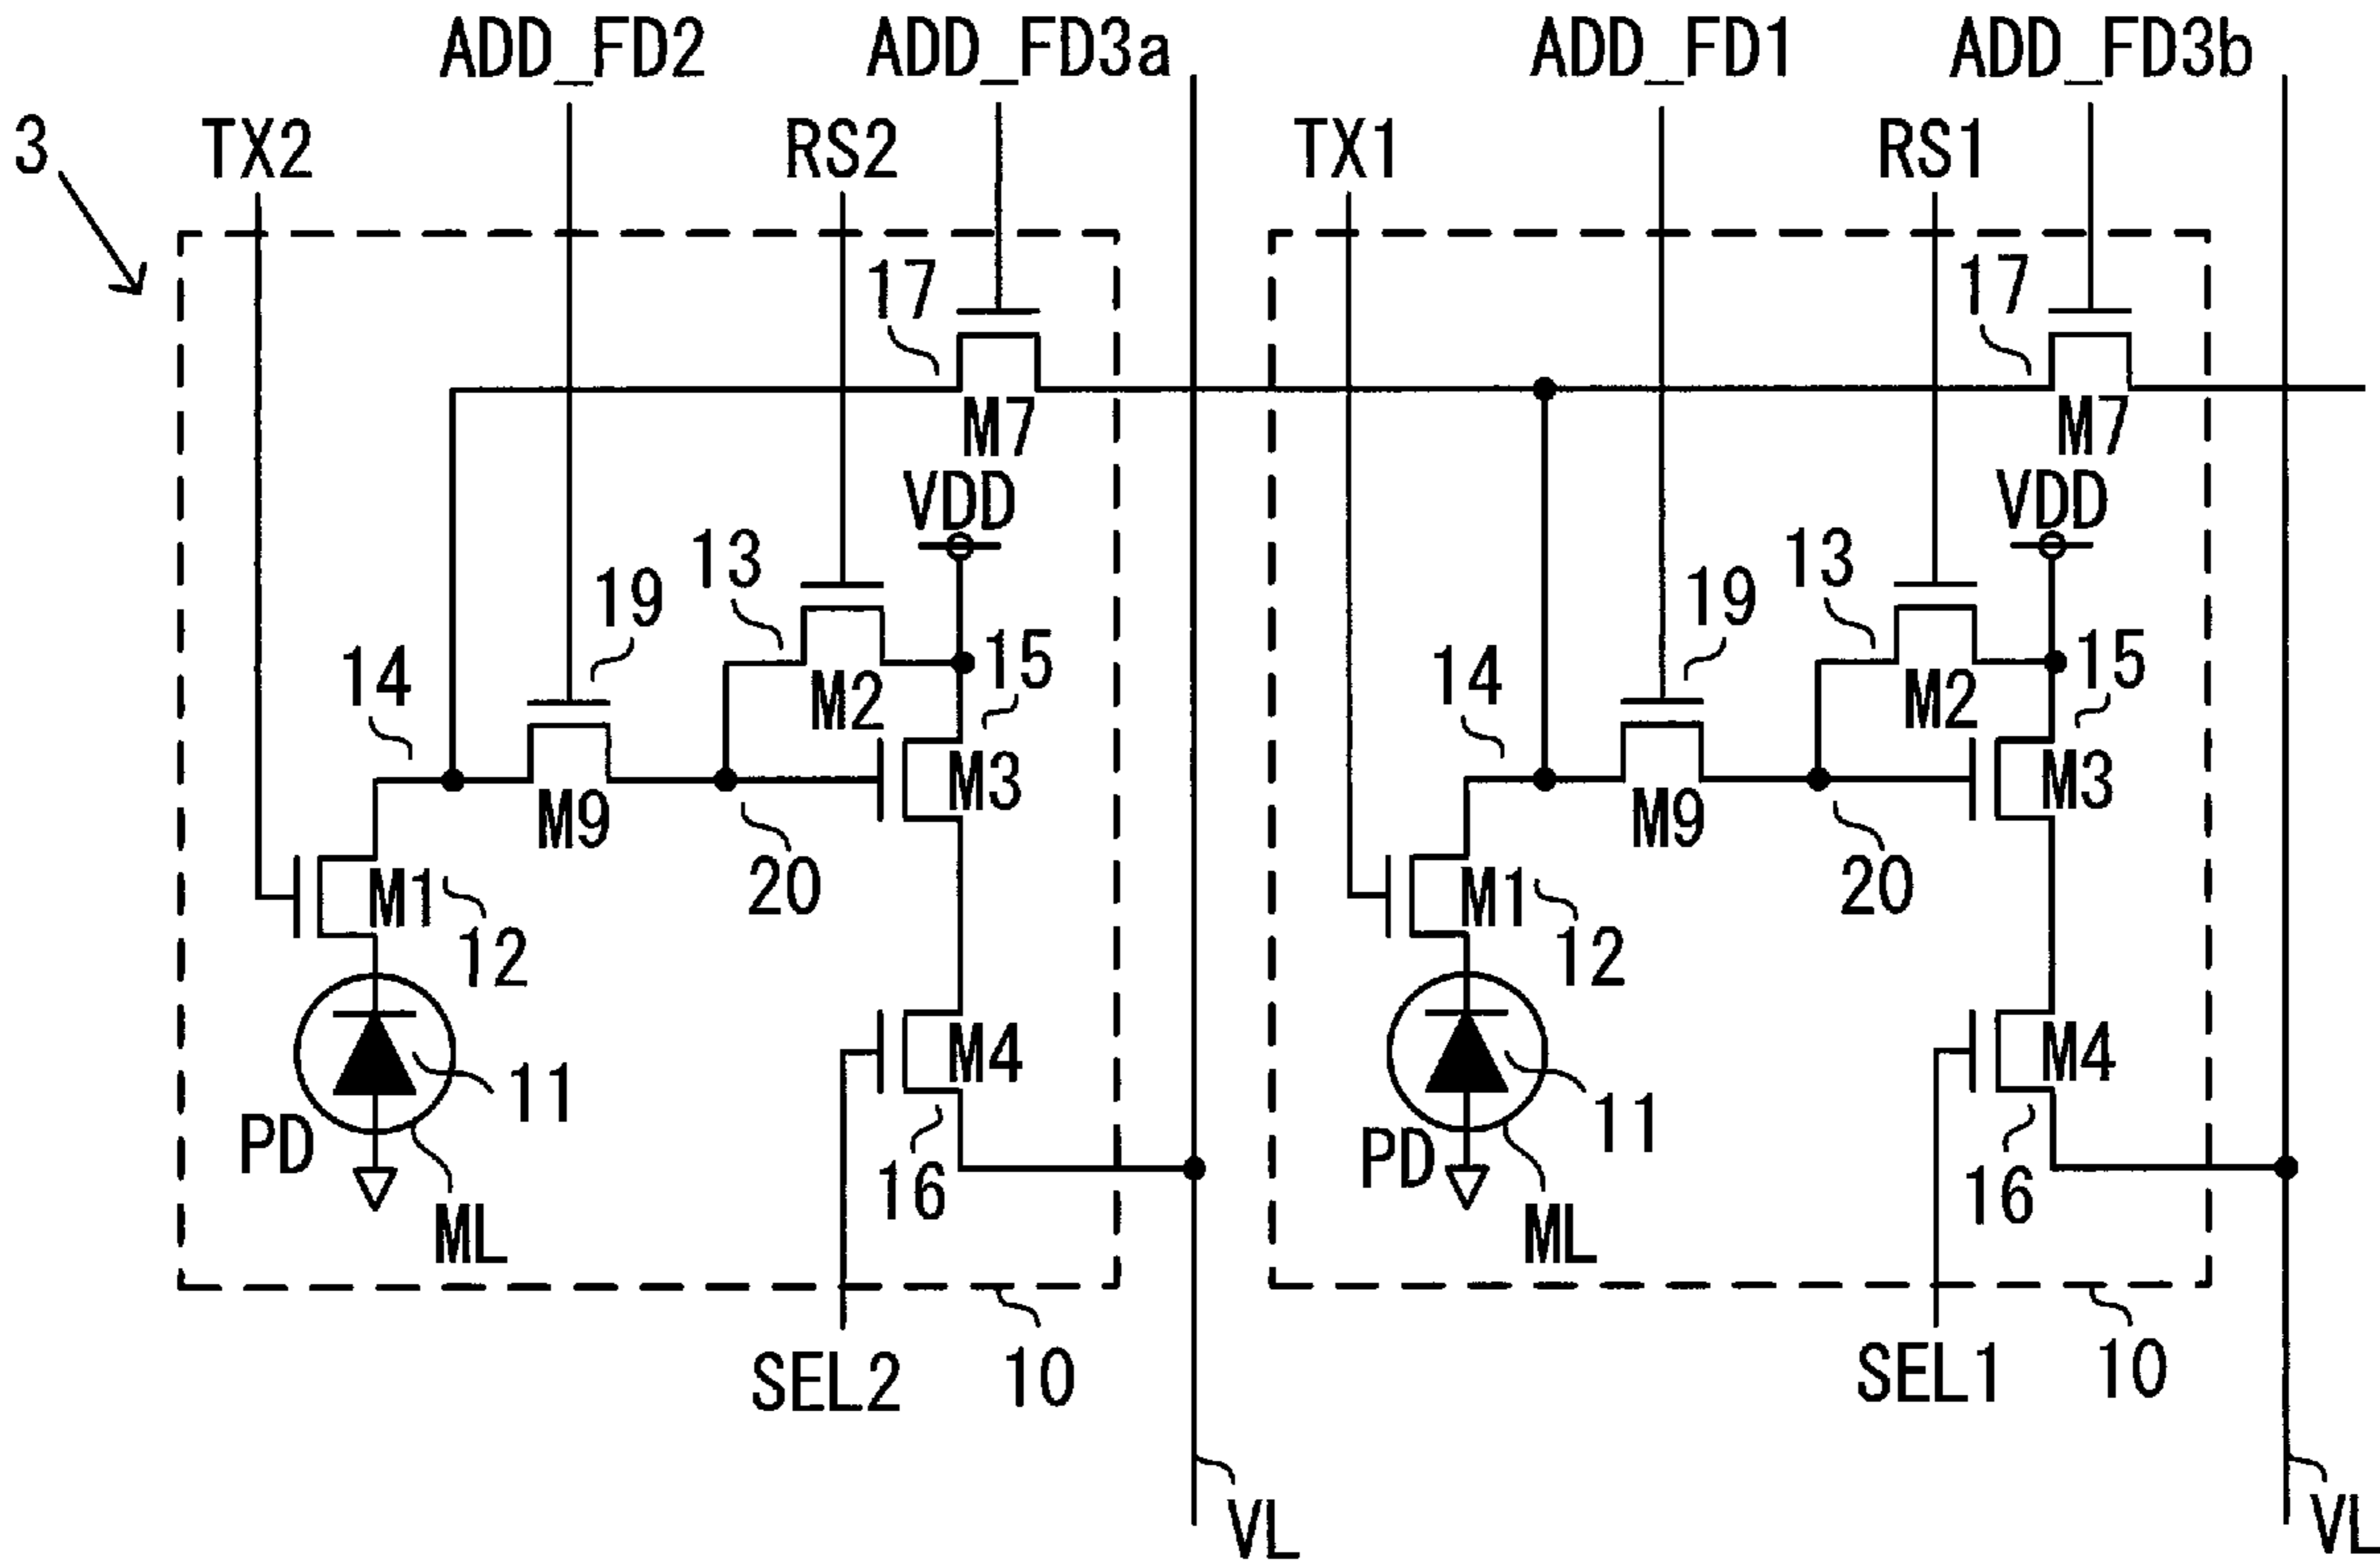 ADD_FD2 ADD_FD3a ADD_FD1 ADD_FD3b
3 TX2 RS2 TX1 RS1
17 17
M7 M7
VDD VDD
13 13
19 19
14 15 14 15
M2 M2
M3 M3
M9 M9
20 20
M1 M1
12 12
M4 M4
11 11
PD PD
16 16
ML ML
SEL2 10 SEL1 10
VL VL